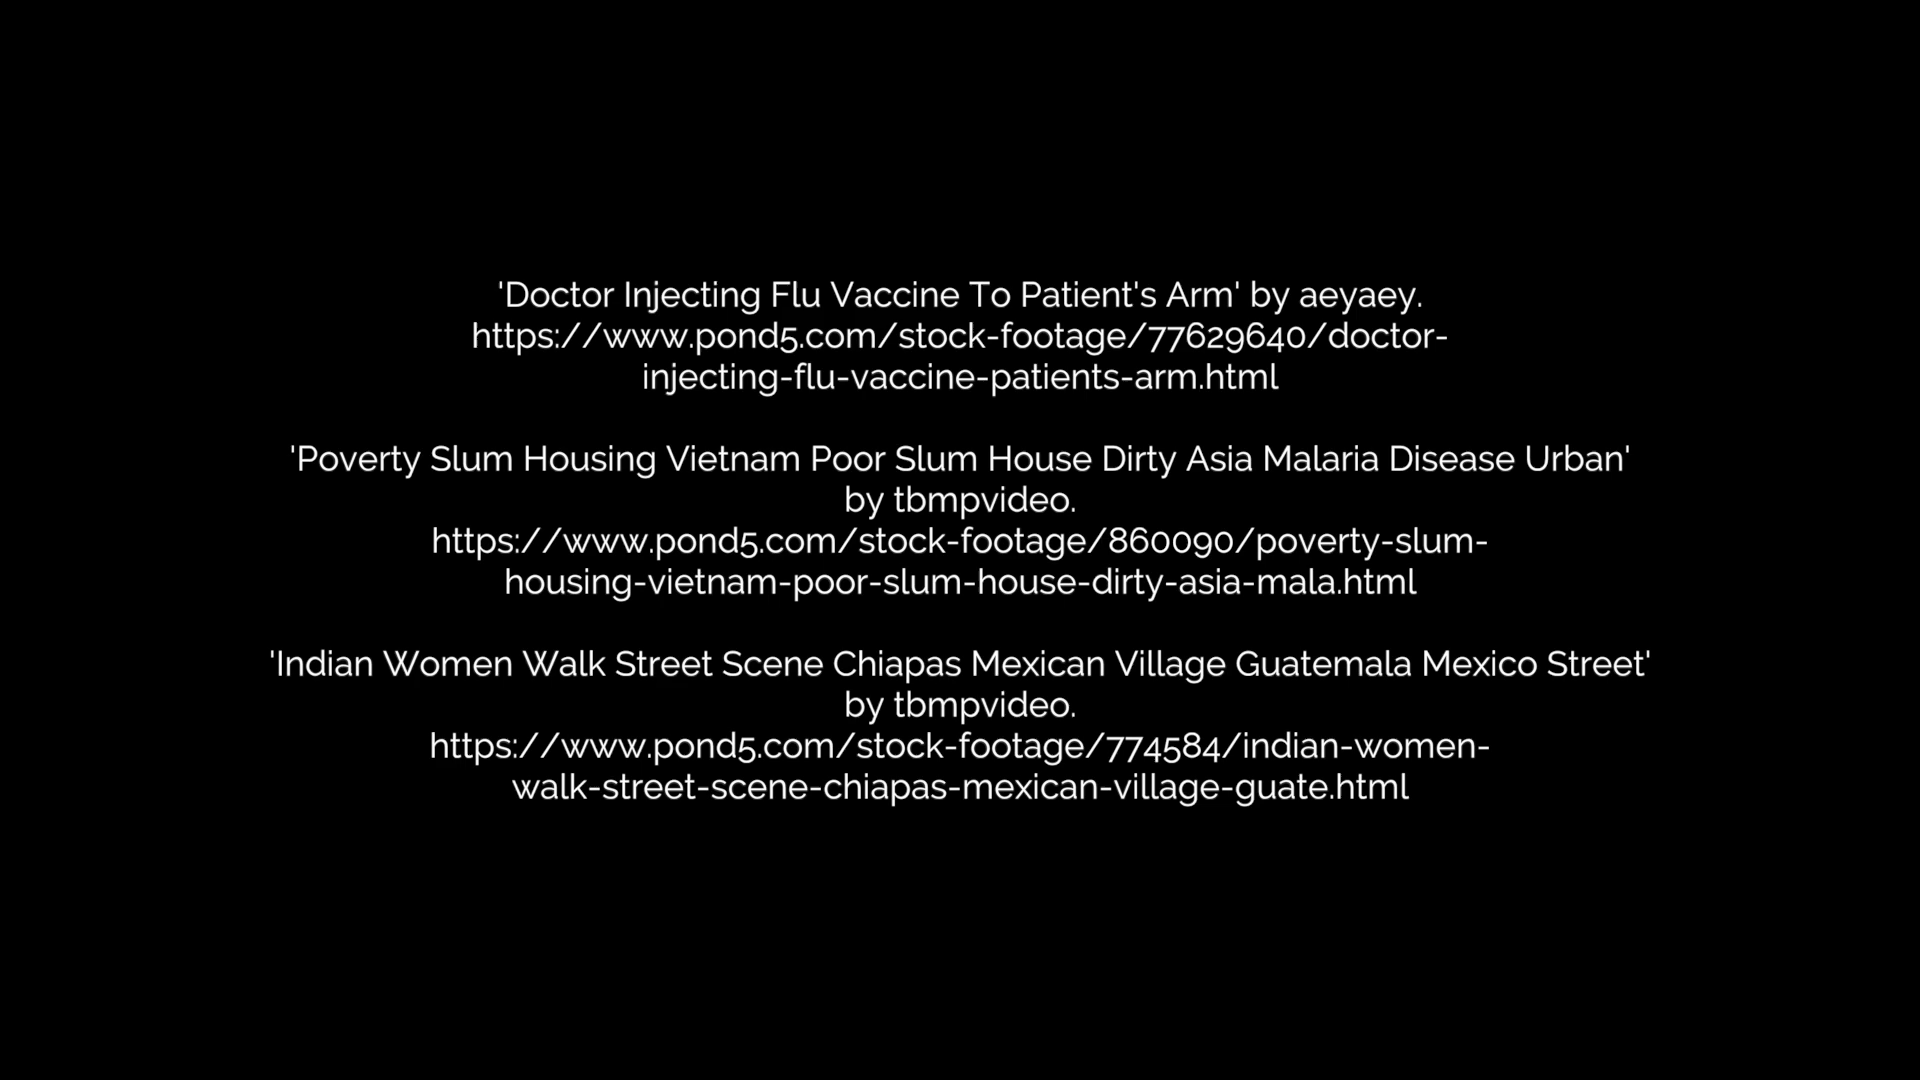 'Doctor Injecting Flu Vaccine To Patient's Arm' by aeyaey.
https://www.pond5.com/stock-footage/77629640/doctor-
injecting-flu-vaccine-patients-arm.html
'Poverty Slum Housing Vietnam Poor Slum House Dirty Asia Malaria Disease Urban'
by tbmpvideo.
https://www.pond5.com/stock-footage/860090/poverty-slum-
housing-vietnam-poor-slum-house-dirty-asia-mala.html
'Indian Women Walk Street Scene Chiapas Mexican Village Guatemala Mexico Street'
by tbmpvideo.
https://www.pond5.com/stock-footage/774584/indian-women-
walk-street-scene-chiapas-mexican-village-guate.html